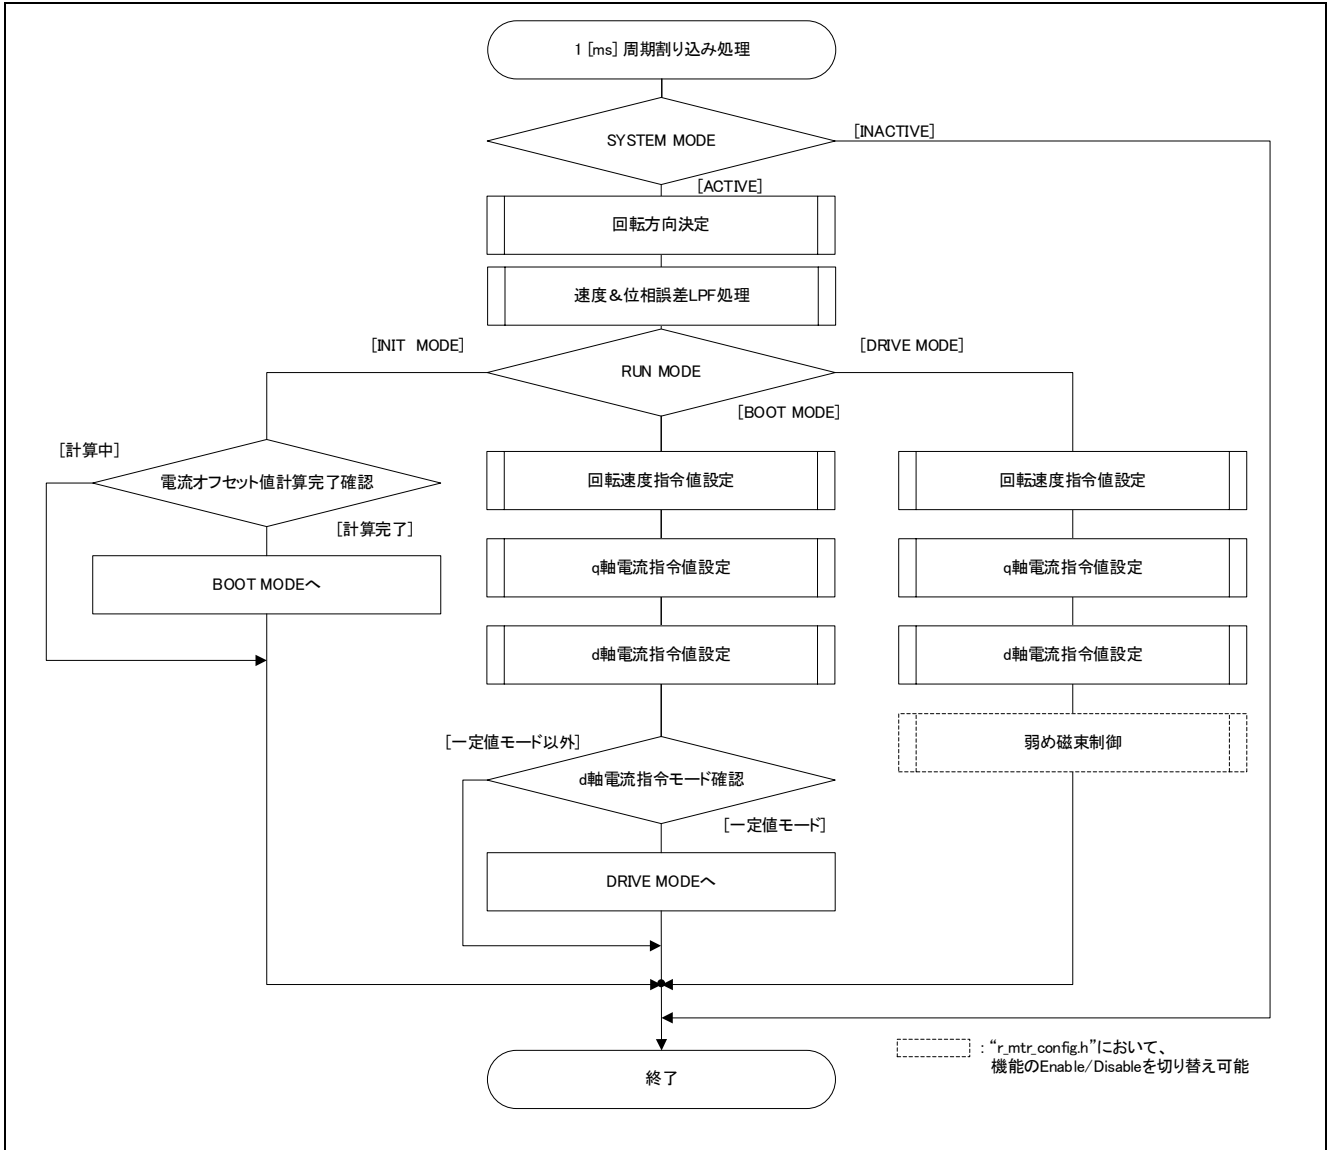 1 [ms] 周期割り込み処理
SYSTEM MODE
[INACTIVE]
[ACTIVE]
回転方向決定
速度&位相誤差LPF処理
[INIT MODE]
RUN MODE
[DRIVE MODE]
[BOOT MODE]
[計算中]
電流オフセット値計算完了確認
[計算完了]
BOOT MODEへ
回転速度指令値設定
q軸電流指令値設定
d軸電流指令値設定
[一定値モード以外]
d軸電流指令モード確認
[一定値モード]
DRIVE MODEへ
回転速度指令値設定
q軸電流指令値設定
d軸電流指令値設定
弱め磁束制御
終了
: “r_mtr_config.h”において、
機能のEnable/Disableを切り替え可能